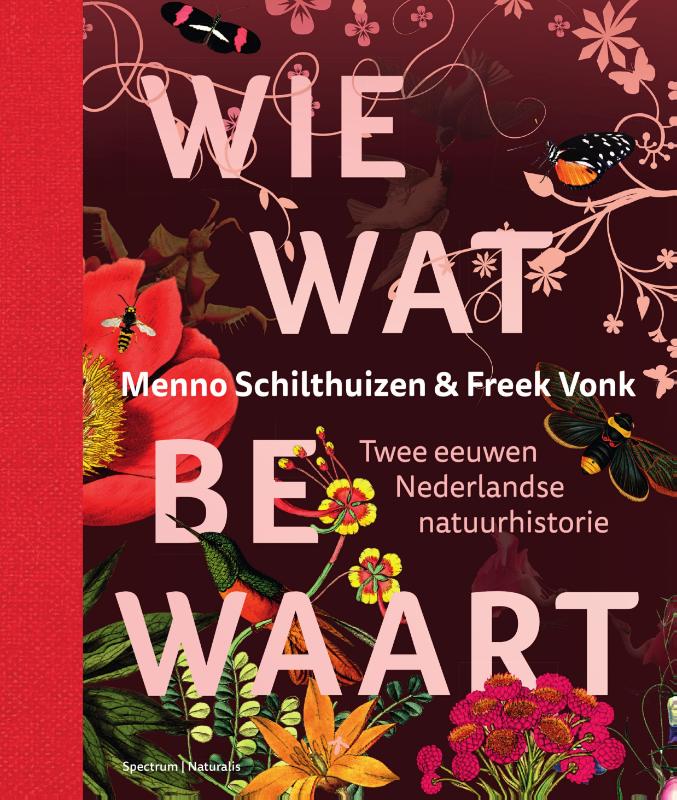 WIE
WAT
Menno Schilthuizen & Freek Vonk
BE
Twee eeuwen
Nederlandse
natuurhistorie
WAART
Spectrum | Naturalis